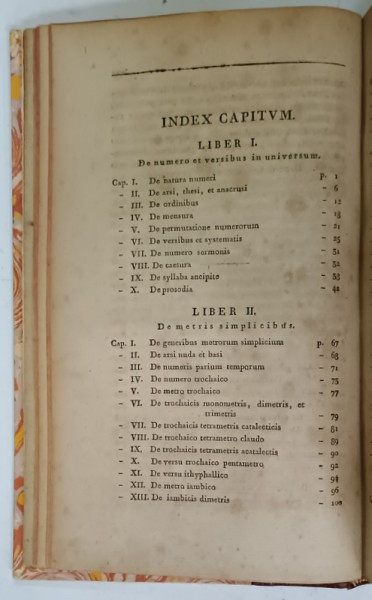 INDEX CAPITVM.
LIBER I.
De numero et versibus in universum.
Cap. I. De natura numeri p. 1
– II. De arsi, thesi, et anacrusi – 6
– III. De ordinibus – 12
– IV. De mensura – 18
– V. De permutatione numerorum – 21
– VI. De versibus et systematis – 25
– VII. De numero sermonis – 31
– VIII. De caesura – 32
– IX. De syllaba ancipite – 33
– X. De prosodia – 42
LIBER II.
De metris simplicibus.
Cap. I. De generibus metrorum simplicium p. 67
– II. De arsi nuda et basi – 68
– III. De numeris parium temporum – 71
– IV. De numero trochaico – 75
– V. De metro trochaico – 77
– VI. De trochaicis monometris, dimetris, et
trimetris – 79
– VII. De trochaicis tetrametris catalecticis – 81
– VIII. De trochaico tetrametro claudo – 89
– IX. De trochaicis tetrametris acatalectis – 90
– X. De versu trochaico pentametro – 92
– XI. De versu ithyphallico – 94
– XII. De metro iambico – 96
– XIII. De iambicis dimetris – 100